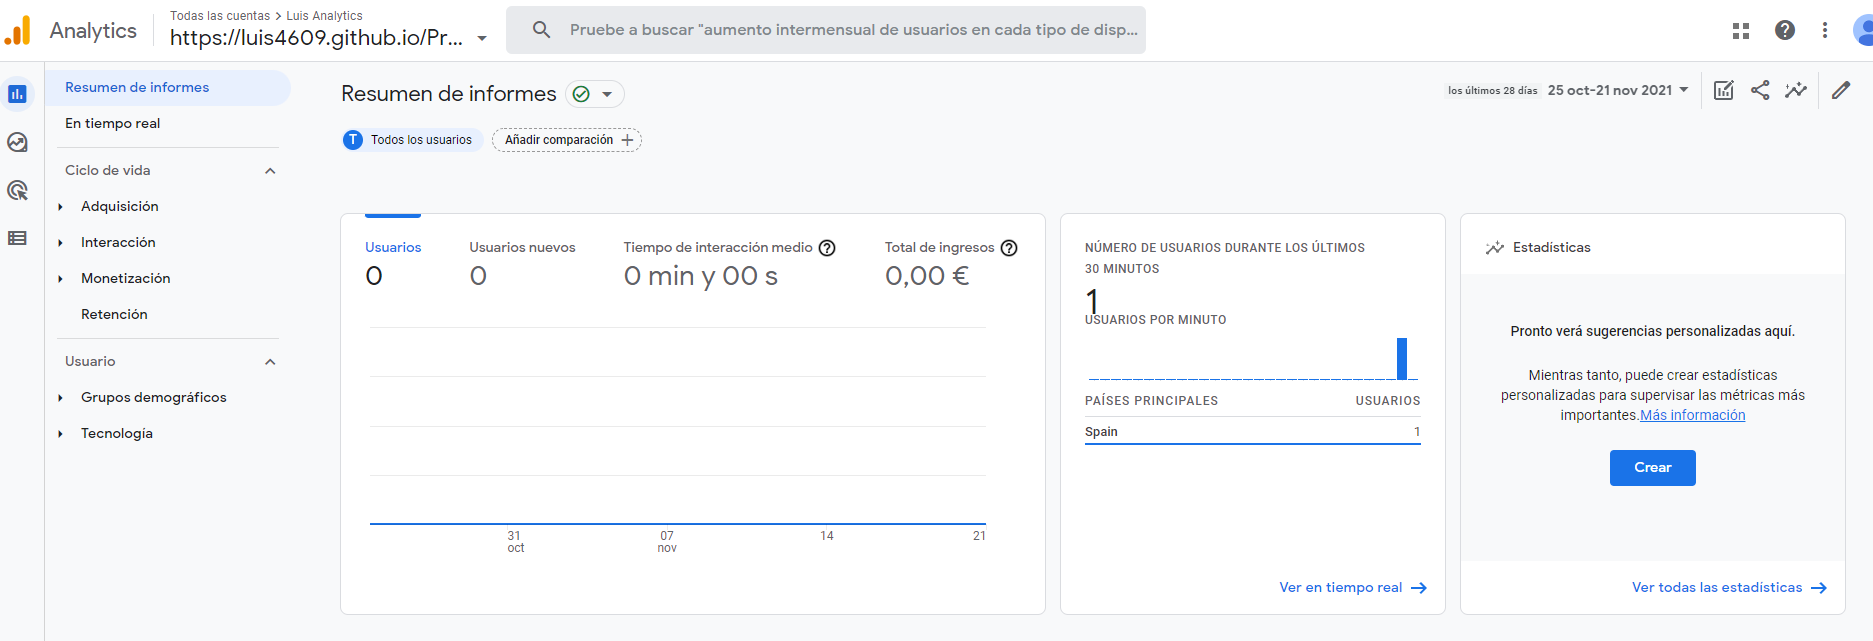 Analytics
Todas las cuentas > Luis Analytics
https://luis4609.github.io/Pr...
Pruebe a buscar "aumento intermensual de usuarios en cada tipo de disp...
Resumen de informes
En tiempo real
Ciclo de vida
Adquisición
Interacción
Monetización
Retención
Usuario
Grupos demográficos
Tecnología
Resumen de informes
los últimos 28 días 25 oct-21 nov 2021
T Todos los usuarios
Añadir comparación +
Usuarios
0
Usuarios nuevos
0
Tiempo de interacción medio
0 min y 00 s
Total de ingresos
0,00 €
31
oct
07
nov
14
21
NÚMERO DE USUARIOS DURANTE LOS ÚLTIMOS
30 MINUTOS
1
USUARIOS POR MINUTO
PAÍSES PRINCIPALES USUARIOS
Spain 1
Ver en tiempo real
Estadísticas
Pronto verá sugerencias personalizadas aquí.
Mientras tanto, puede crear estadísticas
personalizadas para supervisar las métricas más
importantes.Más información
Crear
Ver todas las estadísticas